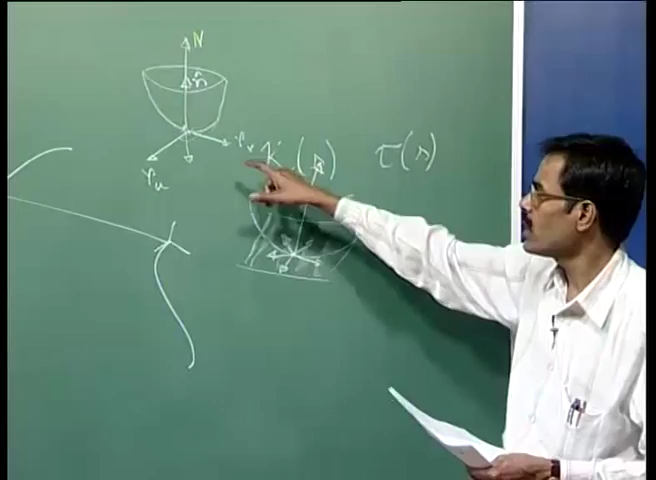 N
n̂
r_v K (s) τ(s)
r_u